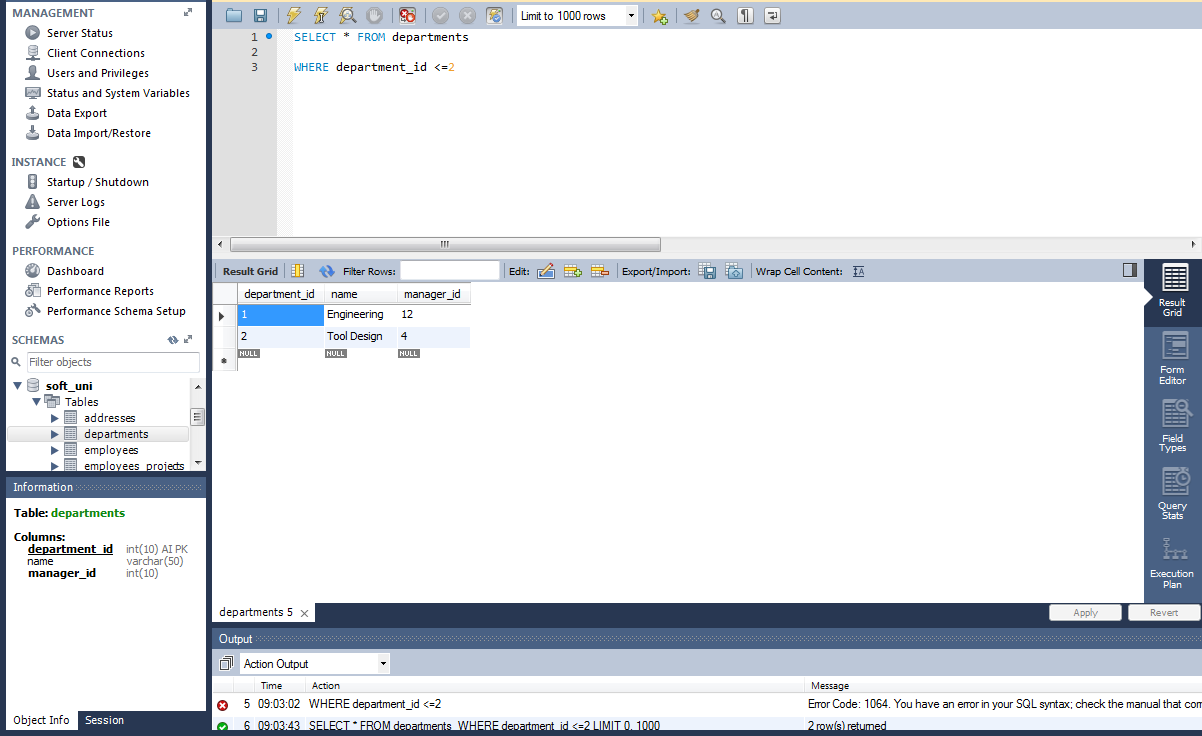 MANAGEMENT
Server Status
Client Connections
Users and Privileges
Status and System Variables
Data Export
Data Import/Restore
INSTANCE
Startup / Shutdown
Server Logs
Options File
PERFORMANCE
Dashboard
Performance Reports
Performance Schema Setup
SCHEMAS
Filter objects
soft_uni
Tables
addresses
departments
employees
employees_projects
Information
Table: departments
Columns:
department_id int(10) AI PK
name varchar(50)
manager_id int(10)
Object Info Session
Limit to 1000 rows
1 SELECT * FROM departments
2
3 WHERE department_id <=2
Result Grid Filter Rows: Edit: Export/Import: Wrap Cell Content: IA
department_id name manager_id
1 Engineering 12
2 Tool Design 4
NULL NULL NULL
Result
Grid
Form
Editor
Field
Types
Query
Stats
Execution
Plan
departments 5
Apply Revert
Output
Action Output
Time Action Message
5 09:03:02 WHERE department_id <=2 Error Code: 1064. You have an error in your SQL syntax; check the manual that com
6 09:03:43 SELECT * FROM departments WHERE department_id <=2 LIMIT 0, 1000 2 row(s) returned